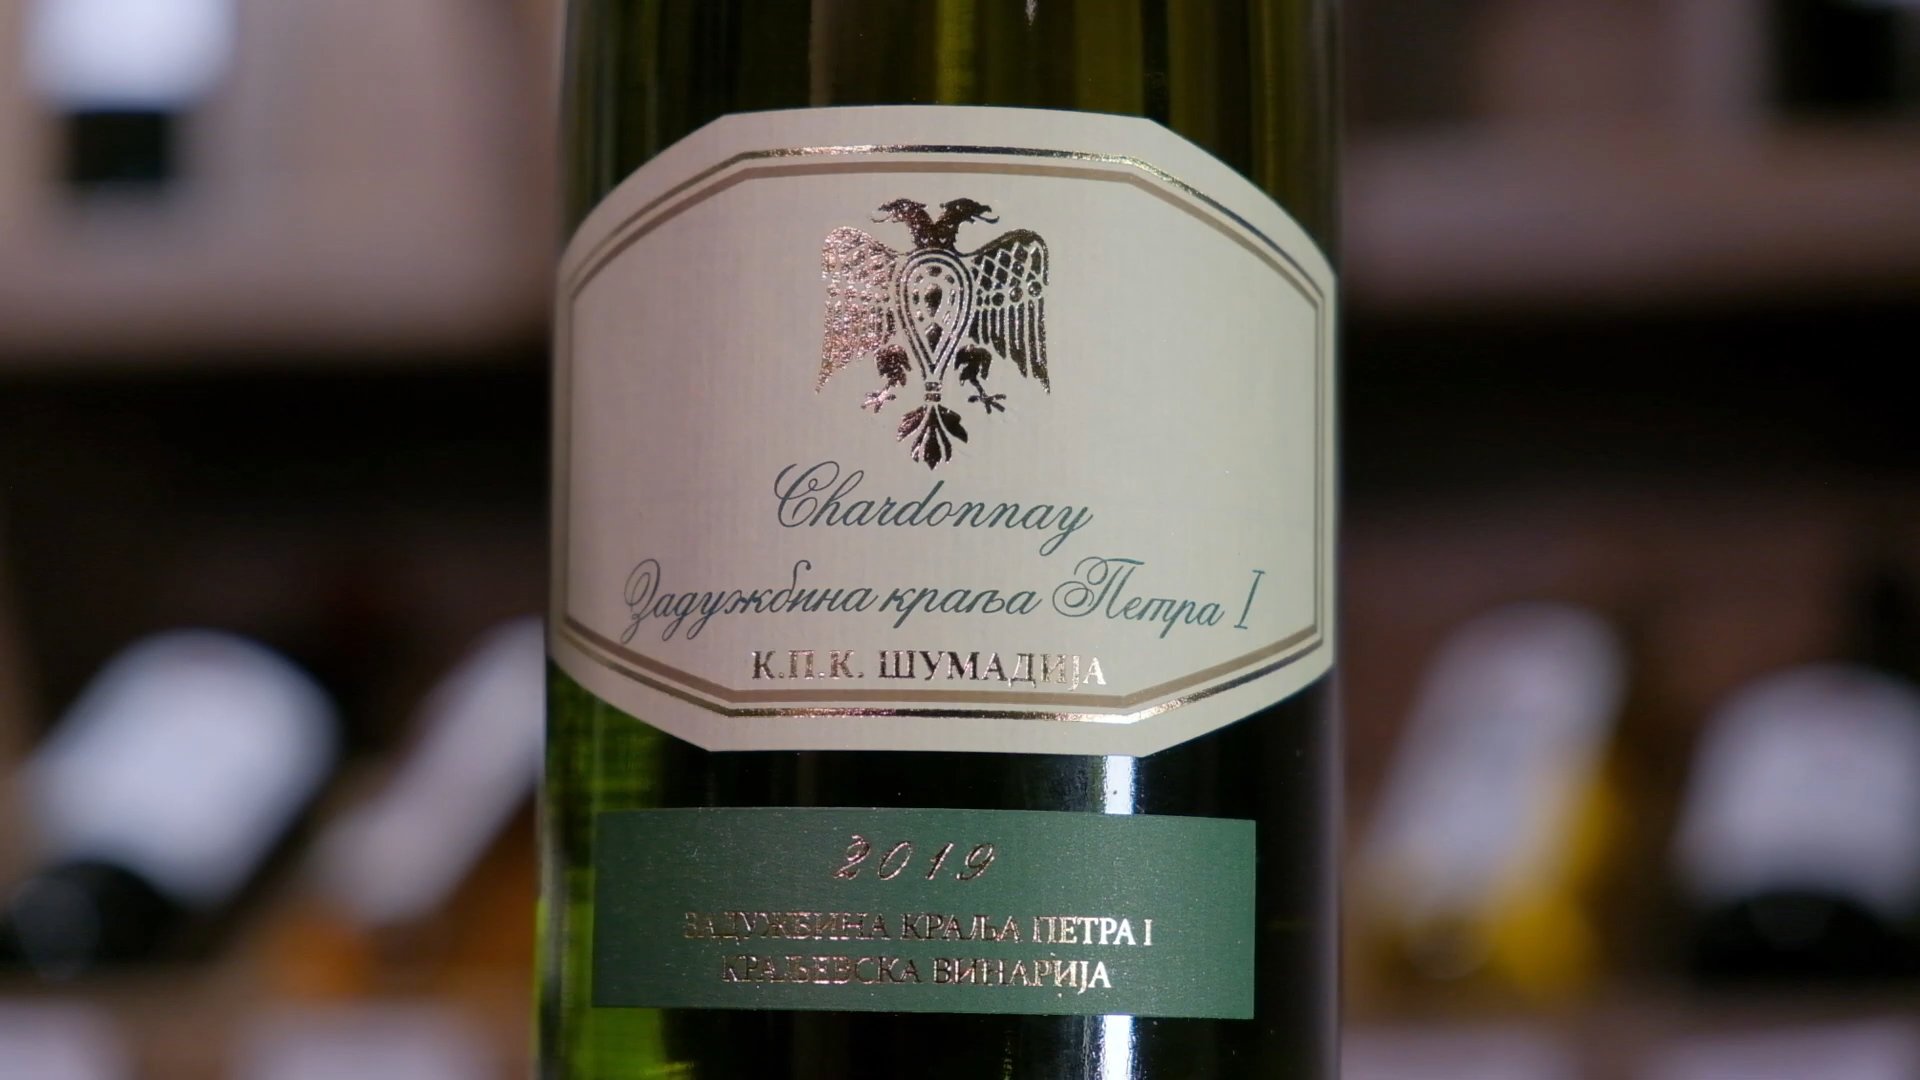 Chardonnay
Задужбина краља Петра I
К.П.К. ШУМАДИЈА
2019
ЗАДУЖБИНА КРАЉА ПЕТРА I
КРАЉЕВСКА ВИНАРИЈА